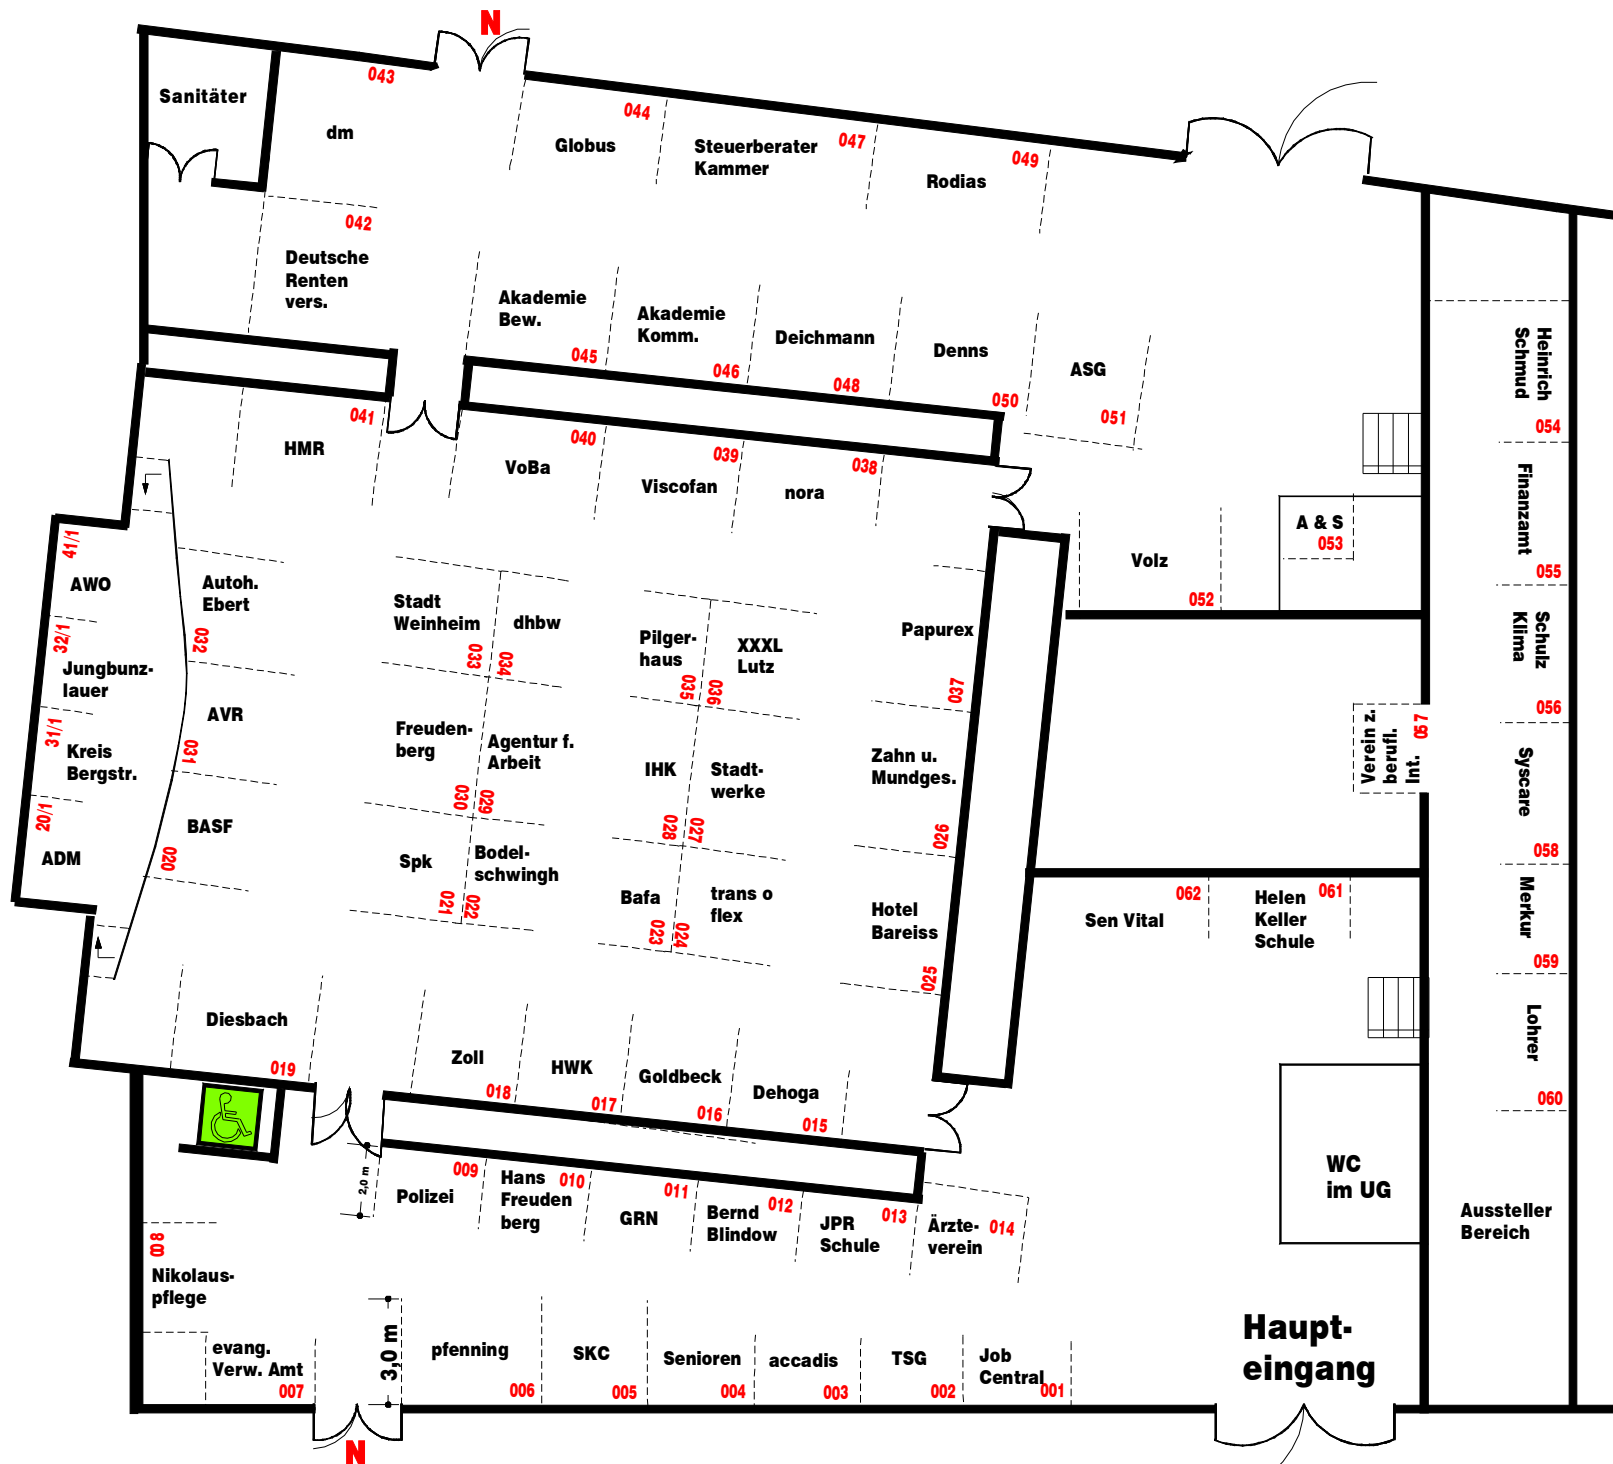 N
043
Sanitäter
dm
044
Globus
Steuerberater
Kammer
047
Rodias
049
042
Deutsche
Renten
vers.
Akademie
Bew.
045
Akademie
Komm.
046
Deichmann
048
Denns
050
ASG
051
Heinrich
Schmud
054
041
HMR
040
VoBa
039
Viscofan
038
nora
Finanzamt
055
A & S
053
Volz
052
41/1
AWO
32/1
Jungbunz-
lauer
31/1
Kreis
Bergstr.
20/1
ADM
Autoh.
Ebert
032
AVR
031
BASF
020
Stadt
Weinheim
033
dhbw
034
Pilger-
haus
035
XXXL
Lutz
036
Papurex
037
Schulz
Klima
056
Freuden-
berg
030
Agentur f.
Arbeit
029
IHK
028
Stadt-
werke
027
Zahn u.
Mundges.
026
Verein z.
berufl.
Int.
057
Syscare
058
Spk
021
Bodel-
schwingh
022
Bafa
023
trans o
flex
024
Hotel
Bareiss
025
Sen Vital
062
Helen
Keller
Schule
061
Merkur
059
Lohrer
060
Diesbach
019
Zoll
018
HWK
017
Goldbeck
016
Dehoga
015
2,0 m
Polizei
009
Hans
Freuden
berg
010
GRN
011
Bernd
Blindow
012
JPR
Schule
013
Ärzte-
verein
014
WC
im UG
Aussteller
Bereich
008
Nikolaus-
pflege
evang.
Verw. Amt
007
3,0 m
pfenning
006
SKC
005
Senioren
004
accadis
003
TSG
002
Job
Central
001
Haupt-
eingang
N